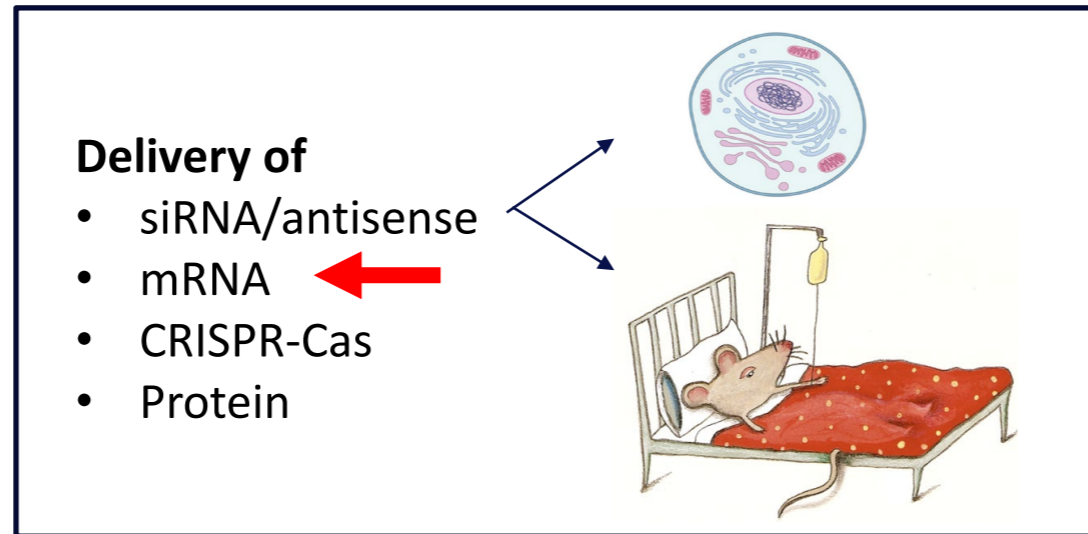 Delivery of
• siRNA/antisense
• mRNA
• CRISPR-Cas
• Protein